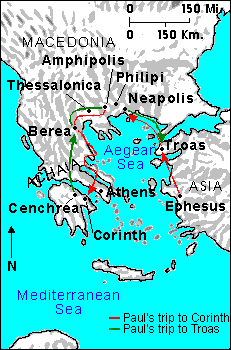 0 150 Mi.
0 150 Km.
MACEDONIA
Amphipolis
Philipi
Thessalonica
Neapolis
Berea
Troas
Aegean
Sea
ACHAIA
Athens
ASIA
Cenchrea
Ephesus
Corinth
N
Mediterranean
Sea
Paul's trip to Corinth
Paul's trip to Troas